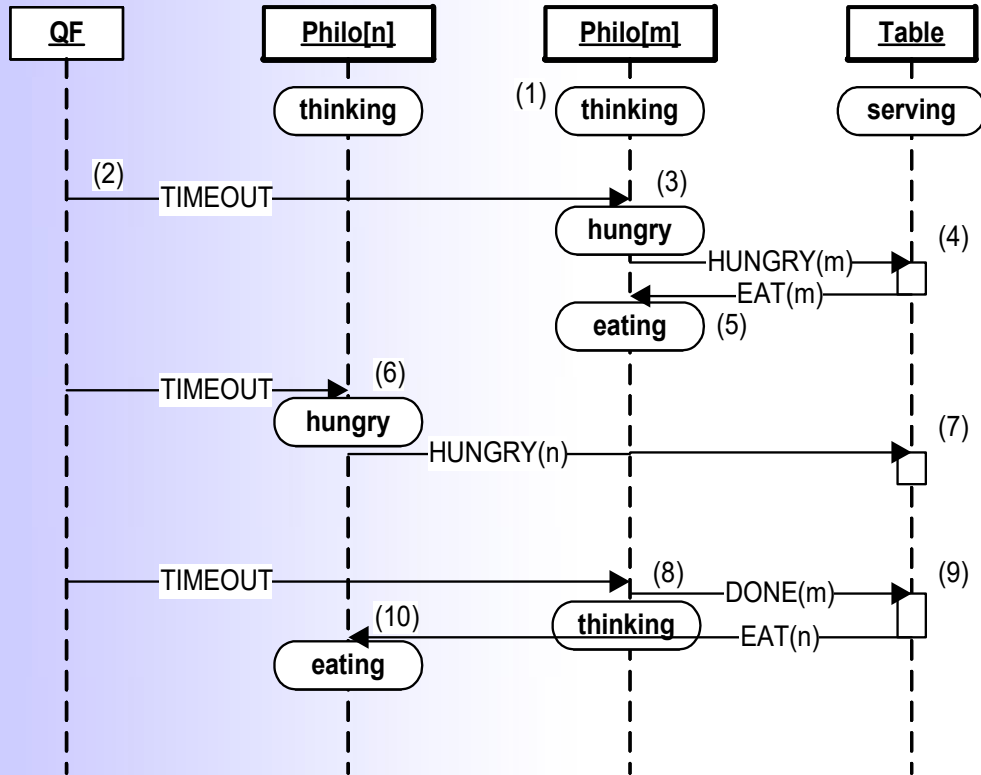 QF
Philo[n]
Philo[m]
Table
thinking
(1)
thinking
serving
(2)
TIMEOUT
(3)
hungry
(4)
HUNGRY(m)
EAT(m)
eating
(5)
TIMEOUT
(6)
hungry
(7)
HUNGRY(n)
TIMEOUT
(8)
DONE(m)
(9)
(10)
thinking
EAT(n)
eating